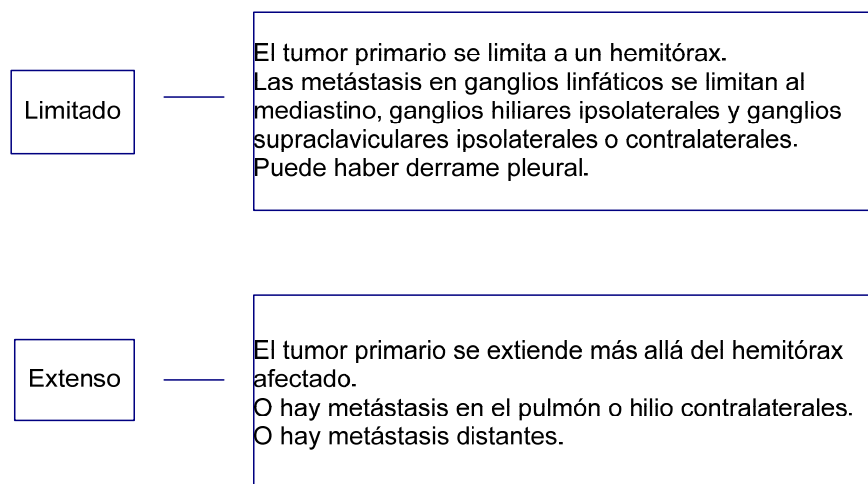 Limitado
El tumor primario se limita a un hemitórax.
Las metástasis en ganglios linfáticos se limitan al
mediastino, ganglios hiliares ipsolaterales y ganglios
supraclaviculares ipsolaterales o contralaterales.
Puede haber derrame pleural.
Extenso
El tumor primario se extiende más allá del hemitórax
afectado.
O hay metástasis en el pulmón o hilio contralaterales.
O hay metástasis distantes.